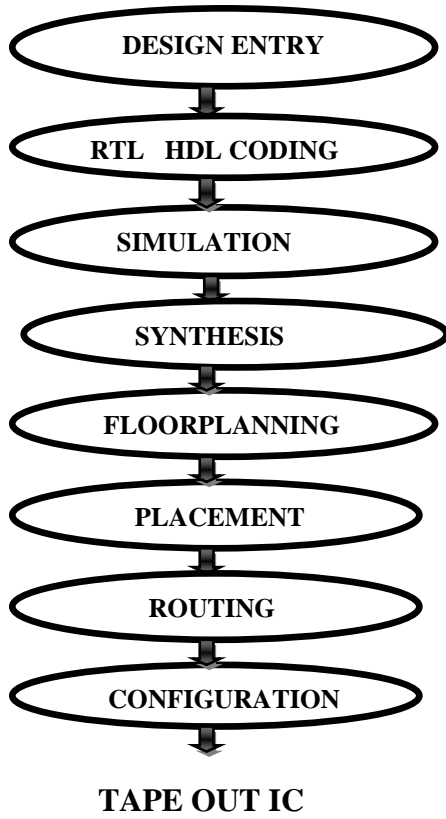 DESIGN ENTRY
RTL HDL CODING
SIMULATION
SYNTHESIS
FLOORPLANNING
PLACEMENT
ROUTING
CONFIGURATION
TAPE OUT IC